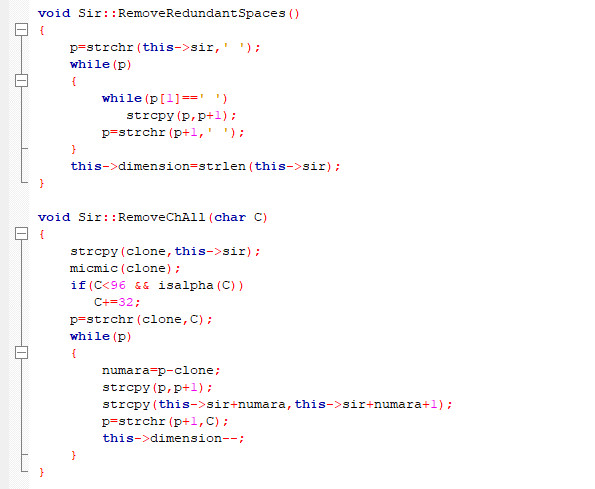 void Sir::RemoveRedundantSpaces()
{
    p=strchr(this->sir,' ');
    while(p)
    {
        while(p[1]==' ')
           strcpy(p,p+1);
        p=strchr(p+1,' ');
    }
    this->dimension=strlen(this->sir);
}

void Sir::RemoveChAll(char C)
{
    strcpy(clone,this->sir);
    micmic(clone);
    if(C<96 && isalpha(C))
       C+=32;
    p=strchr(clone,C);
    while(p)
    {
        numara=p-clone;
        strcpy(p,p+1);
        strcpy(this->sir+numara,this->sir+numara+1);
        p=strchr(p+1,C);
        this->dimension--;
    }
}